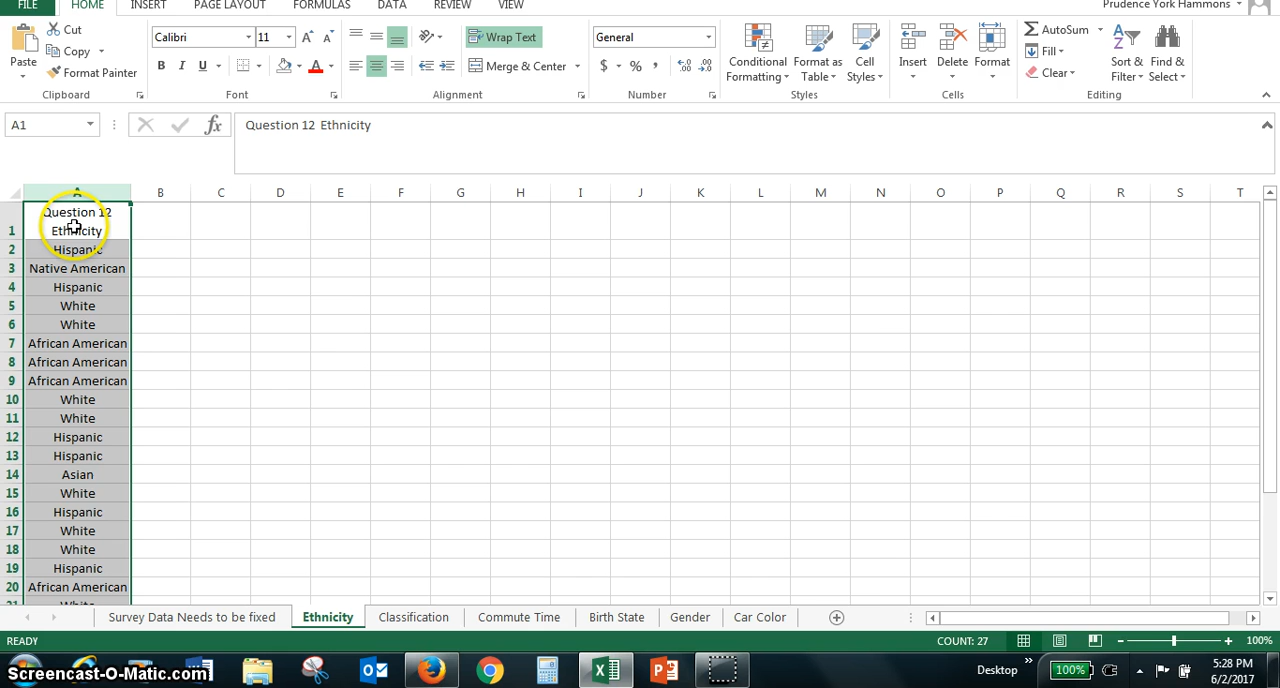 FILE HOME INSERT PAGE LAYOUT FORMULAS DATA REVIEW VIEW Prudence York Hammons
Cut
Copy
Format Painter
Paste
Clipboard
Calibri 11
B I U
Font
Wrap Text
Merge & Center
Alignment
General
$ % ,
Number
Conditional Formatting
Format as Table
Cell Styles
Styles
Insert Delete Format
Cells
AutoSum
Fill
Clear
Sort & Filter
Find & Select
Editing
A1 fx Question 12 Ethnicity
A B C D E F G H I J K L M N O P Q R S T
Question 12
1 Ethnicity
2 Hispanic
3 Native American
4 Hispanic
5 White
6 White
7 African American
8 African American
9 African American
10 White
11 White
12 Hispanic
13 Hispanic
14 Asian
15 White
16 Hispanic
17 White
18 White
19 Hispanic
20 African American
21 White
Survey Data Needs to be fixed Ethnicity Classification Commute Time Birth State Gender Car Color
READY COUNT: 27 100%
Screencast-O-Matic.com Desktop 100% 5:28 PM
6/2/2017